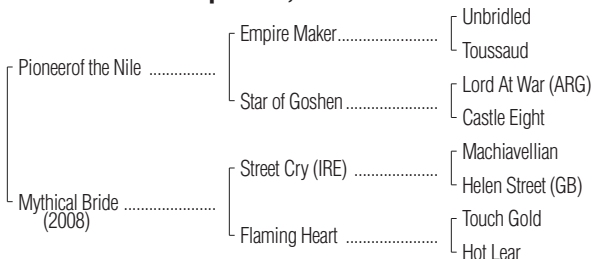 Unbridled
Empire Maker
Toussaud
Pioneerof the Nile
Lord At War (ARG)
Star of Goshen
Castle Eight
Machiavellian
Street Cry (IRE)
Helen Street (GB)
Mythical Bride
(2008)
Touch Gold
Flaming Heart
Hot Lear